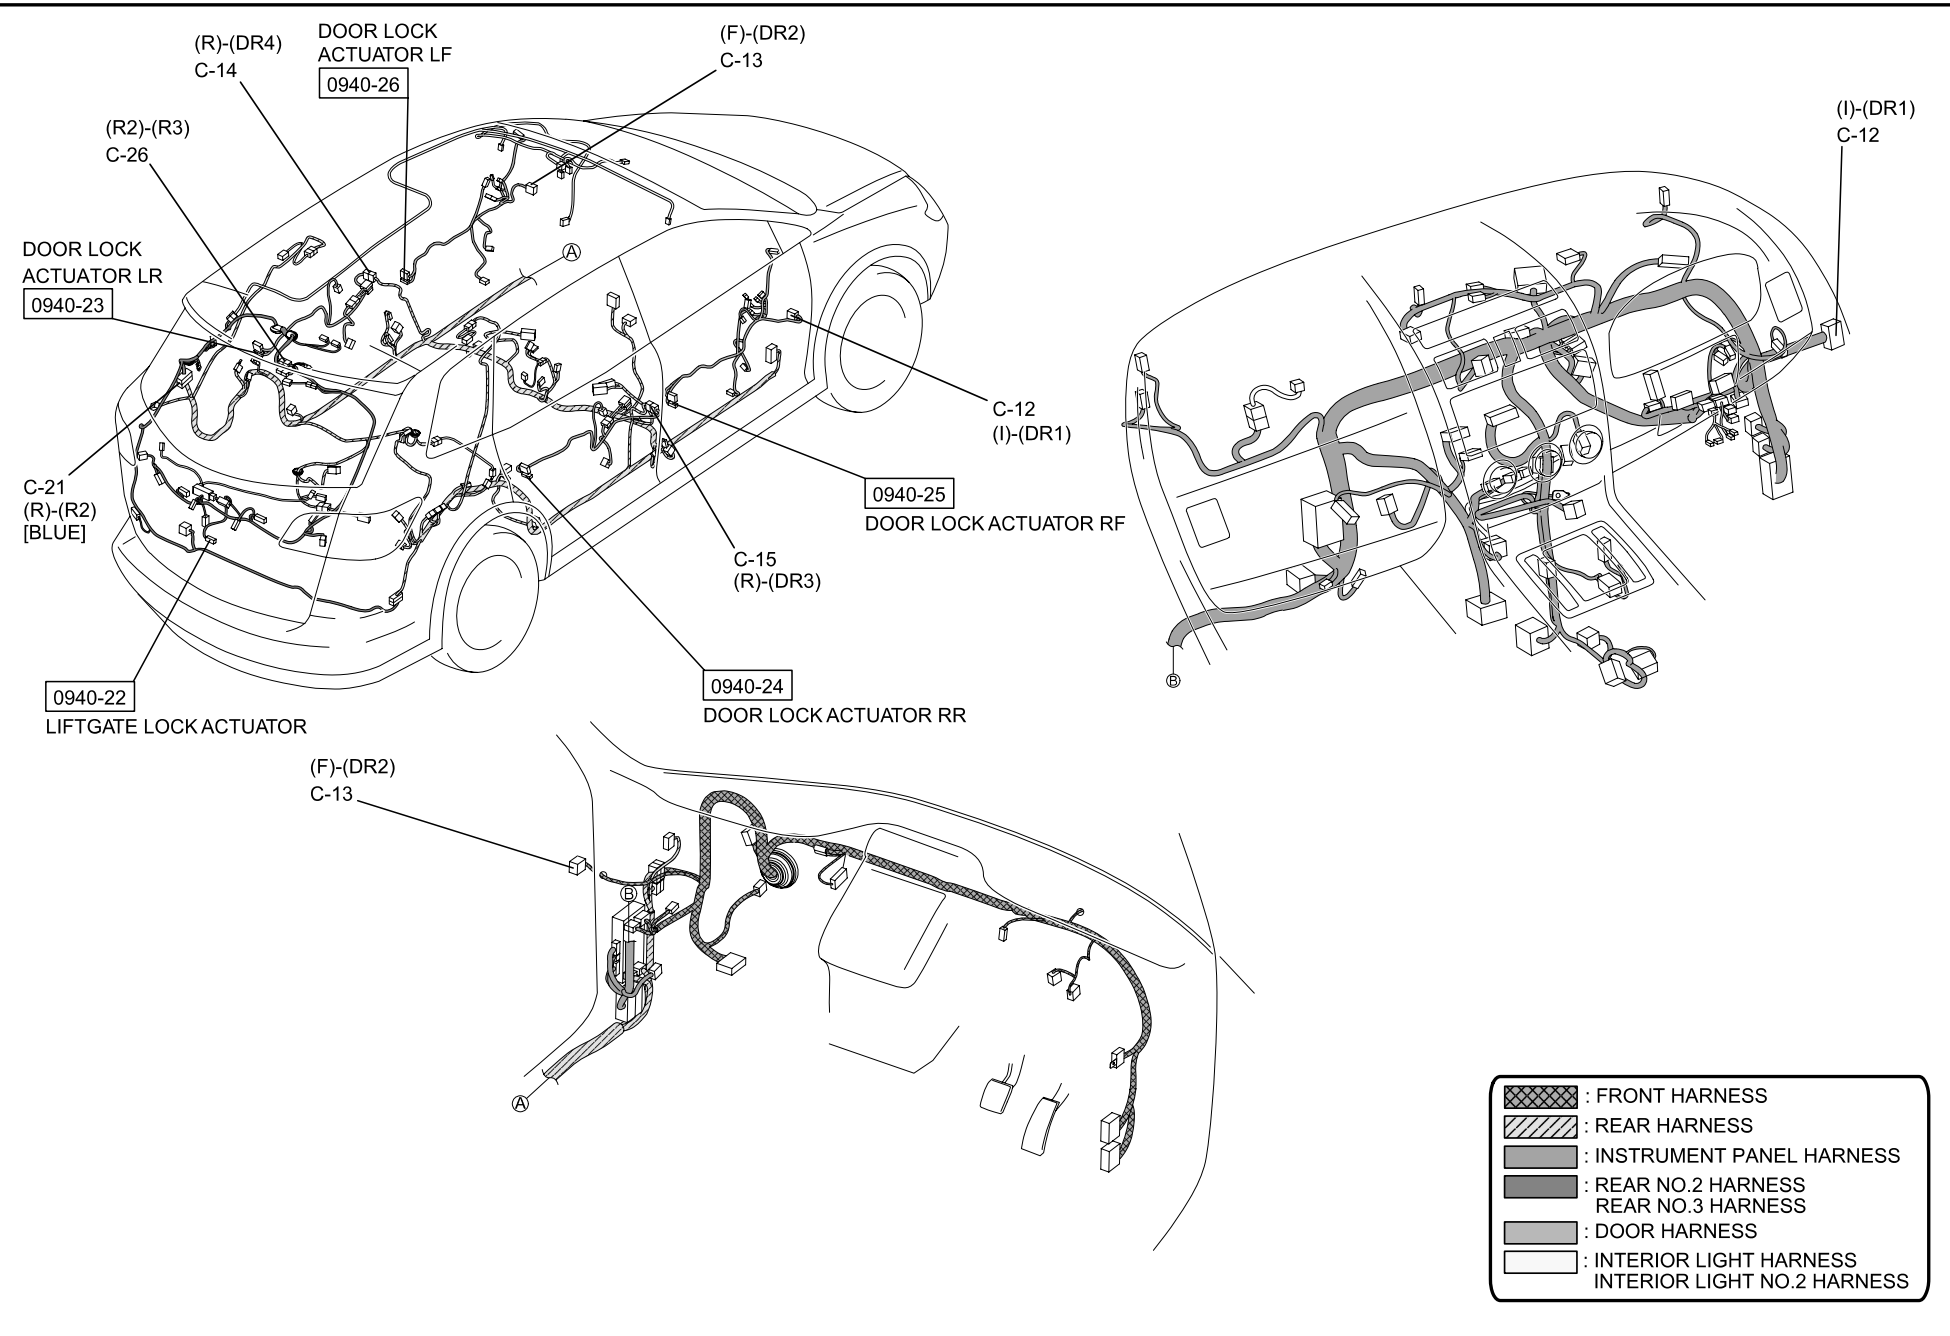 (R)-(DR4)
C-14
DOOR LOCK
ACTUATOR LF
0940-26
(F)-(DR2)
C-13
(R2)-(R3)
C-26
DOOR LOCK
ACTUATOR LR
0940-23
A
C-21
(R)-(R2)
[BLUE]
0940-22
LIFTGATE LOCK ACTUATOR
C-12
(I)-(DR1)
0940-25
DOOR LOCK ACTUATOR RF
C-15
(R)-(DR3)
0940-24
DOOR LOCK ACTUATOR RR
(I)-(DR1)
C-12
B
(F)-(DR2)
C-13
B
A
: FRONT HARNESS
: REAR HARNESS
: INSTRUMENT PANEL HARNESS
: REAR NO.2 HARNESS
REAR NO.3 HARNESS
: DOOR HARNESS
: INTERIOR LIGHT HARNESS
INTERIOR LIGHT NO.2 HARNESS